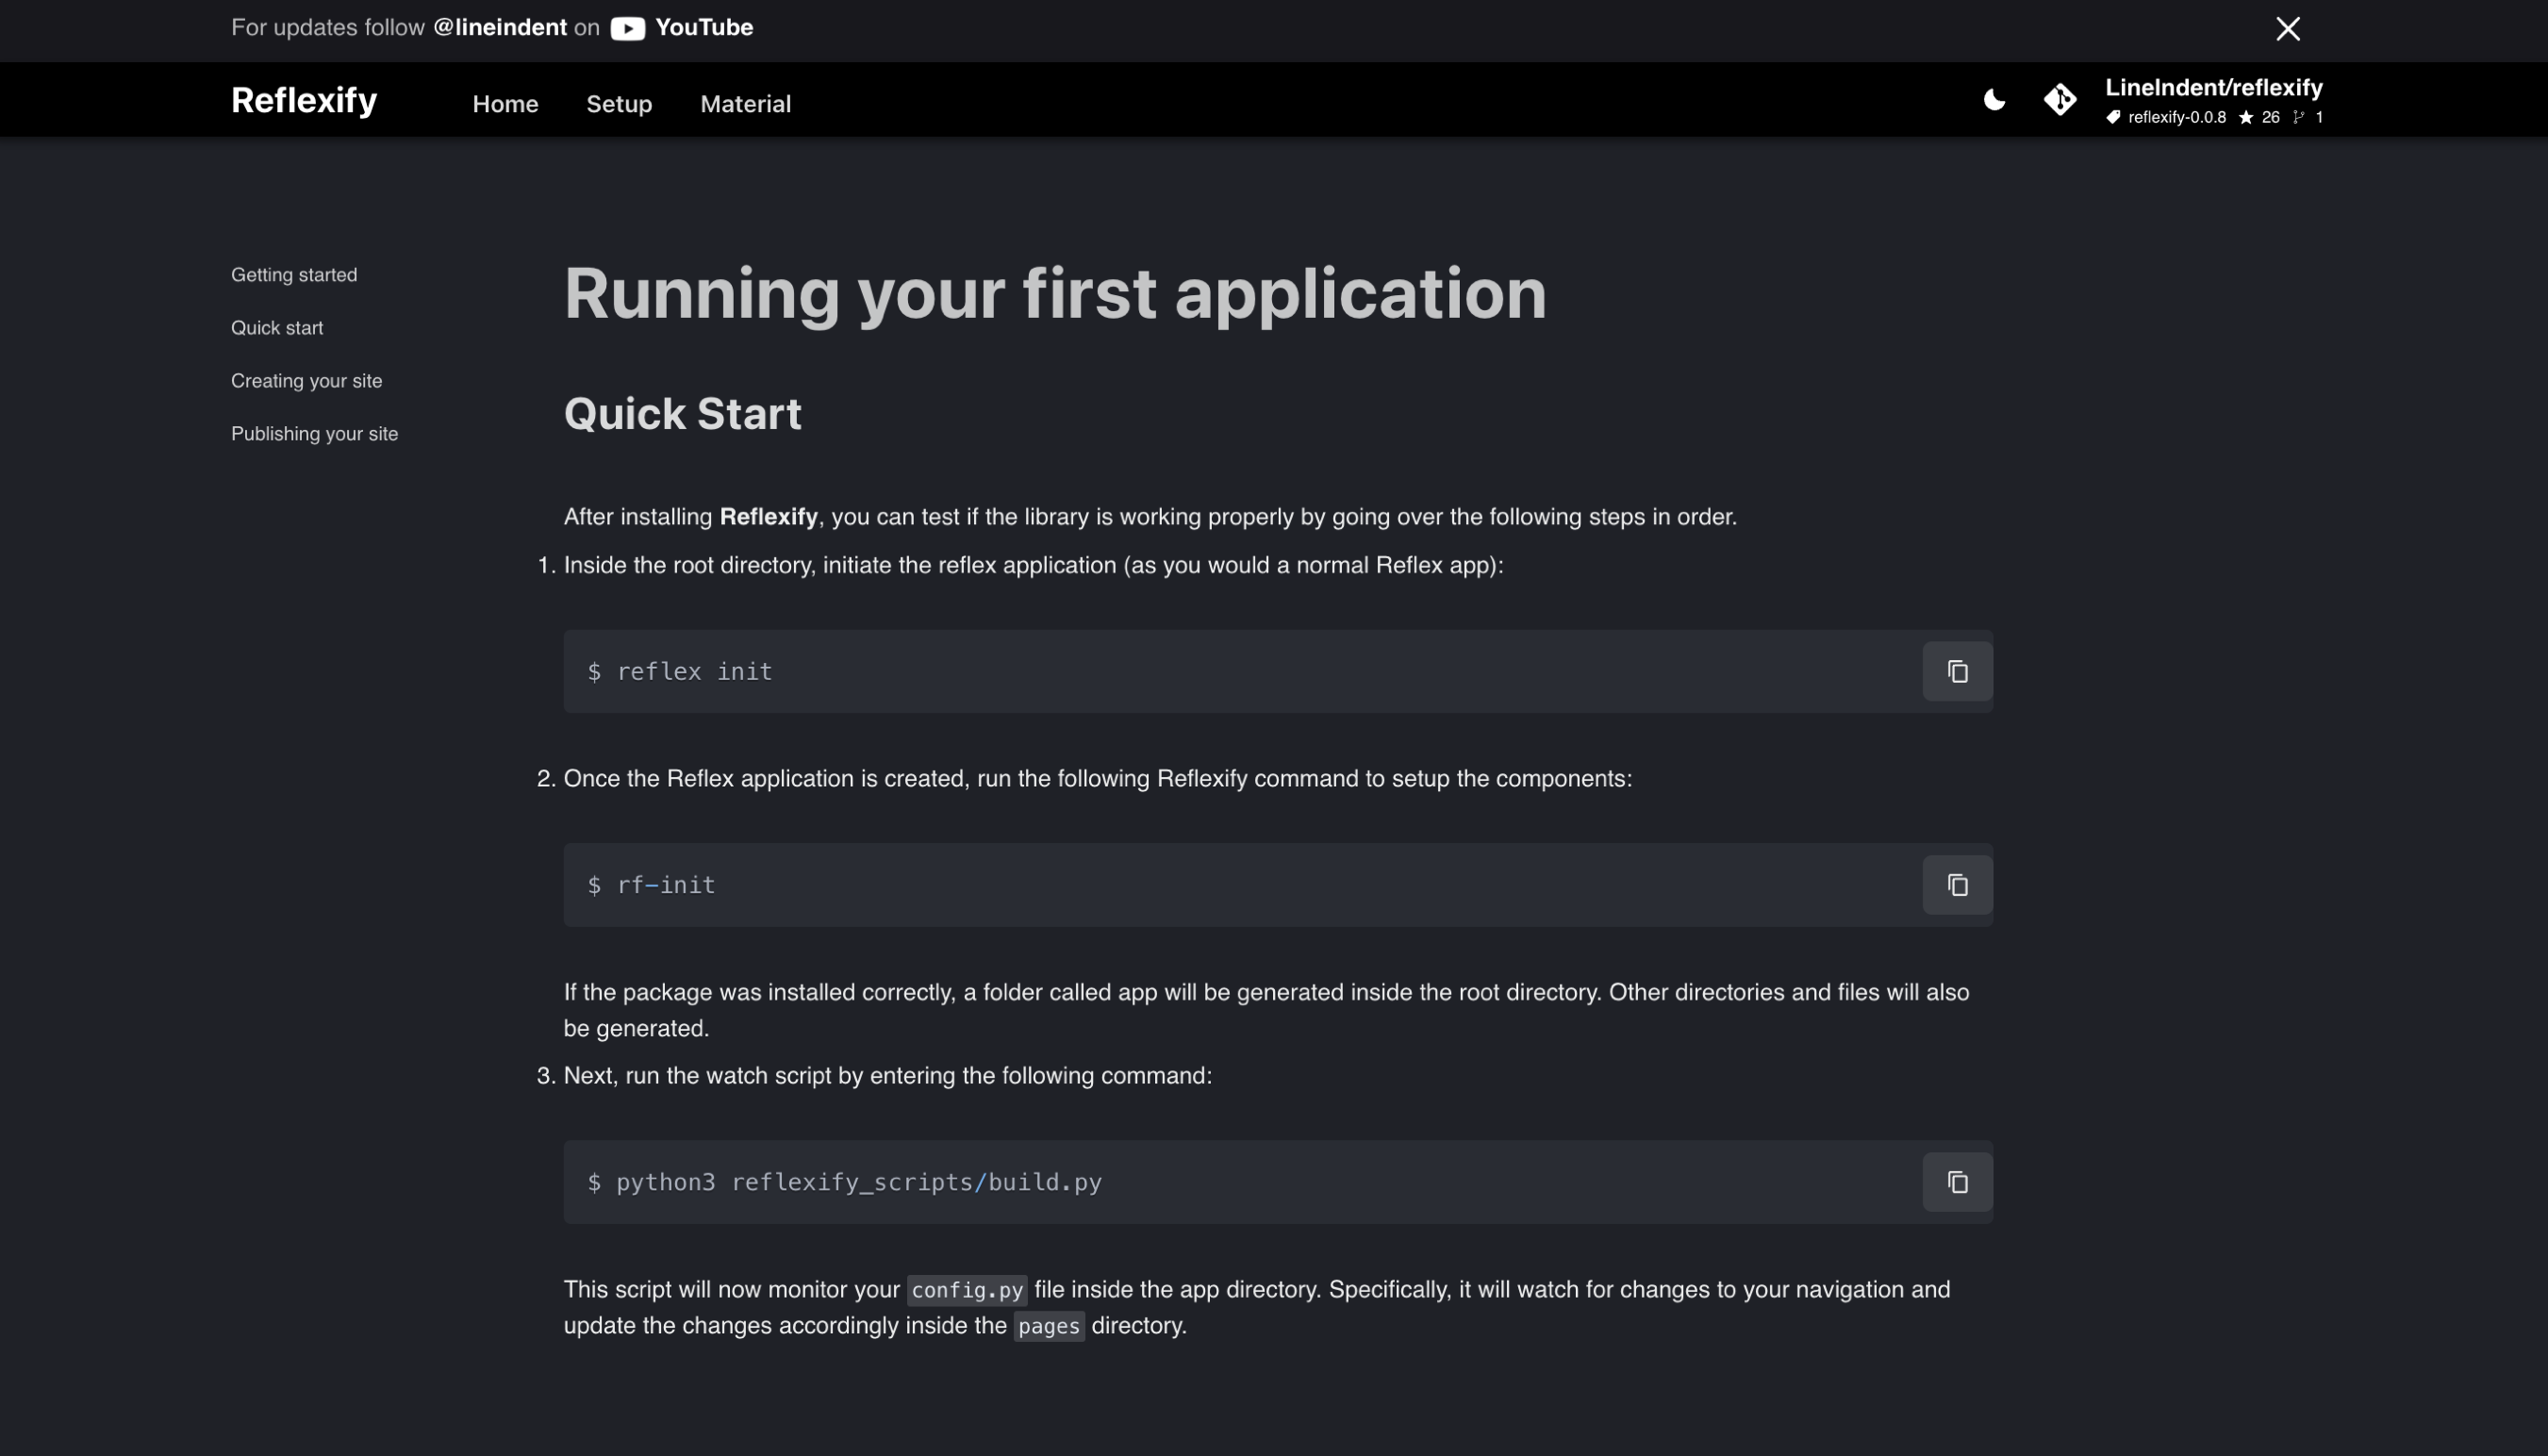 For updates follow @lineindent on YouTube
Reflexify
Home Setup Material
LineIndent/reflexify
reflexify-0.0.8 26 1
Getting started
Quick start
Creating your site
Publishing your site
Running your first application
Quick Start
After installing Reflexify, you can test if the library is working properly by going over the following steps in order.
1. Inside the root directory, initiate the reflex application (as you would a normal Reflex app):
$ reflex init
2. Once the Reflex application is created, run the following Reflexify command to setup the components:
$ rf-init
If the package was installed correctly, a folder called app will be generated inside the root directory. Other directories and files will also
be generated.
3. Next, run the watch script by entering the following command:
$ python3 reflexify_scripts/build.py
This script will now monitor your config.py file inside the app directory. Specifically, it will watch for changes to your navigation and
update the changes accordingly inside the pages directory.